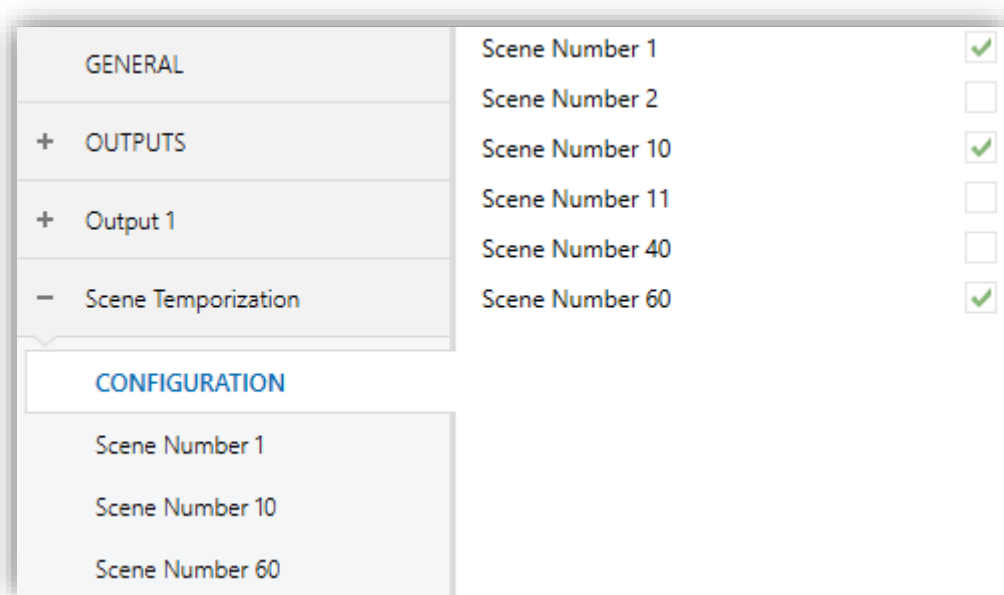 GENERAL
+ OUTPUTS
+ Output 1
− Scene Temporization
CONFIGURATION
Scene Number 1
Scene Number 10
Scene Number 60
Scene Number 1
Scene Number 2
Scene Number 10
Scene Number 11
Scene Number 40
Scene Number 60